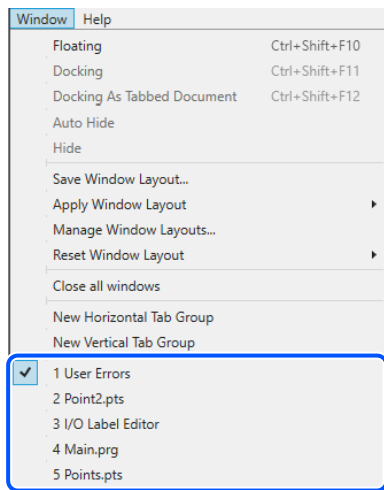 Window Help
Floating Ctrl+Shift+F10
Docking Ctrl+Shift+F11
Docking As Tabbed Document Ctrl+Shift+F12
Auto Hide
Hide
Save Window Layout...
Apply Window Layout
Manage Window Layouts...
Reset Window Layout
Close all windows
New Horizontal Tab Group
New Vertical Tab Group
1 User Errors
2 Point2.pts
3 I/O Label Editor
4 Main.prg
5 Points.pts